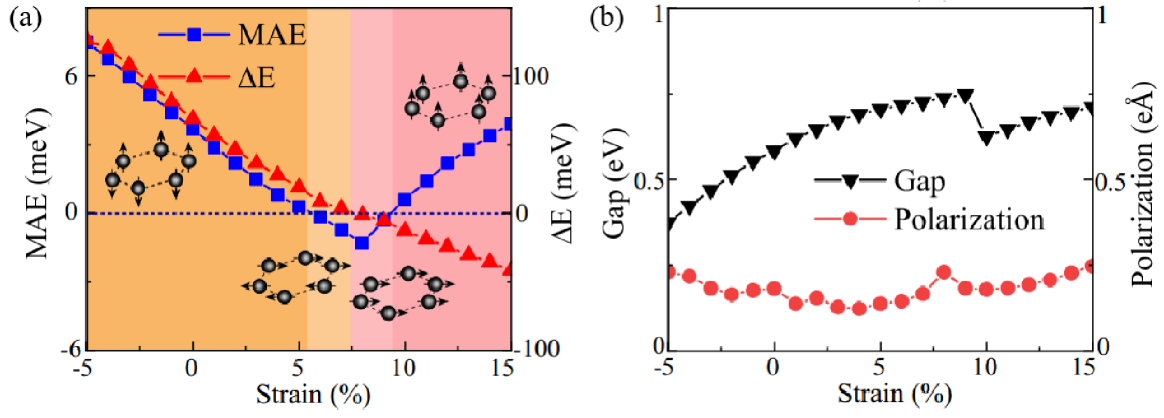 (a)
MAE
ΔE
6
0
-6
MAE (meV)
100
0
-100
ΔE (meV)
-5
0
5
10
15
Strain (%)
(b)
1
0.5
0
Gap (eV)
Gap
Polarization
1
0.5
0
Polarization (eÅ)
-5
0
5
10
15
Strain (%)